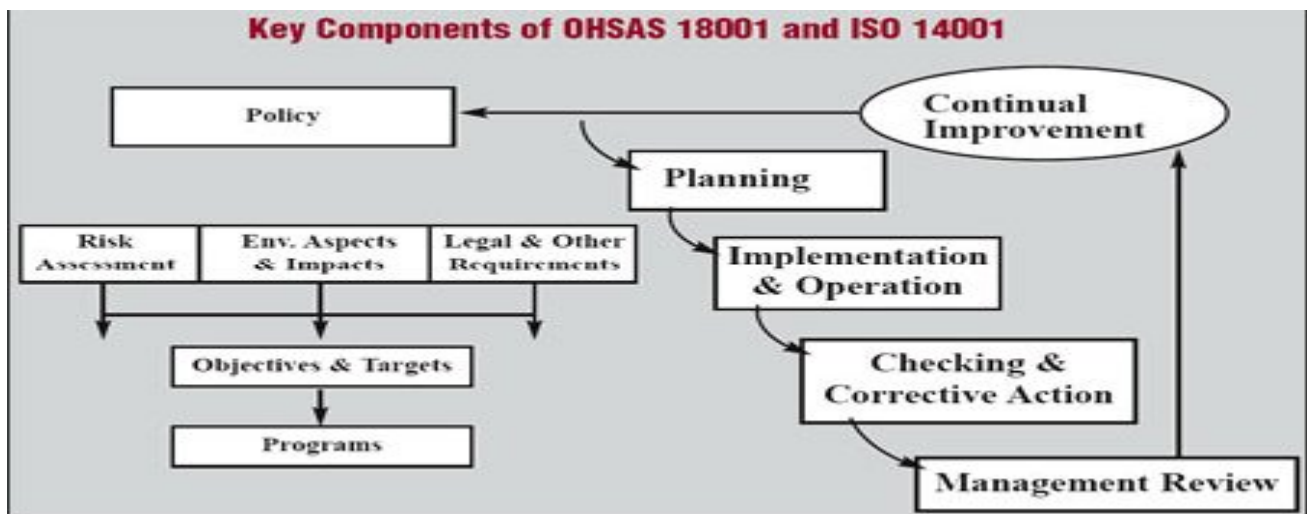 Key Components of OHSAS 18001 and ISO 14001
Policy
Continual
Improvement
Planning
Risk
Assessment
Env. Aspects
& Impacts
Legal & Other
Requirements
Implementation
& Operation
Objectives & Targets
Checking &
Corrective Action
Programs
Management Review